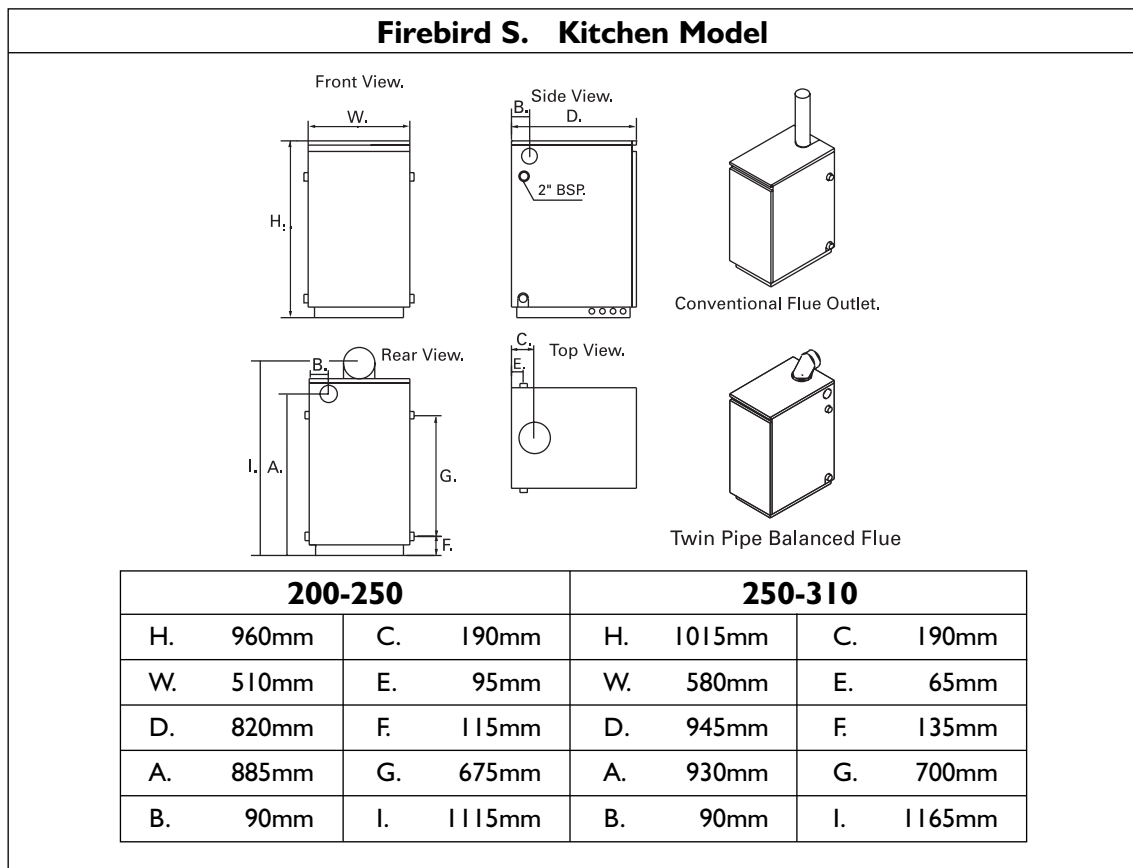 Firebird S. Kitchen Model
Front View.
W.
H.
B.
Side View.
D.
2" BSP.
Conventional Flue Outlet.
Rear View.
B.
I.
A.
G.
F.
C.
Top View.
E.
Twin Pipe Balanced Flue
200-250 250-310
H. 960mm C. 190mm H. 1015mm C. 190mm
W. 510mm E. 95mm W. 580mm E. 65mm
D. 820mm F. 115mm D. 945mm F. 135mm
A. 885mm G. 675mm A. 930mm G. 700mm
B. 90mm I. 1115mm B. 90mm I. 1165mm